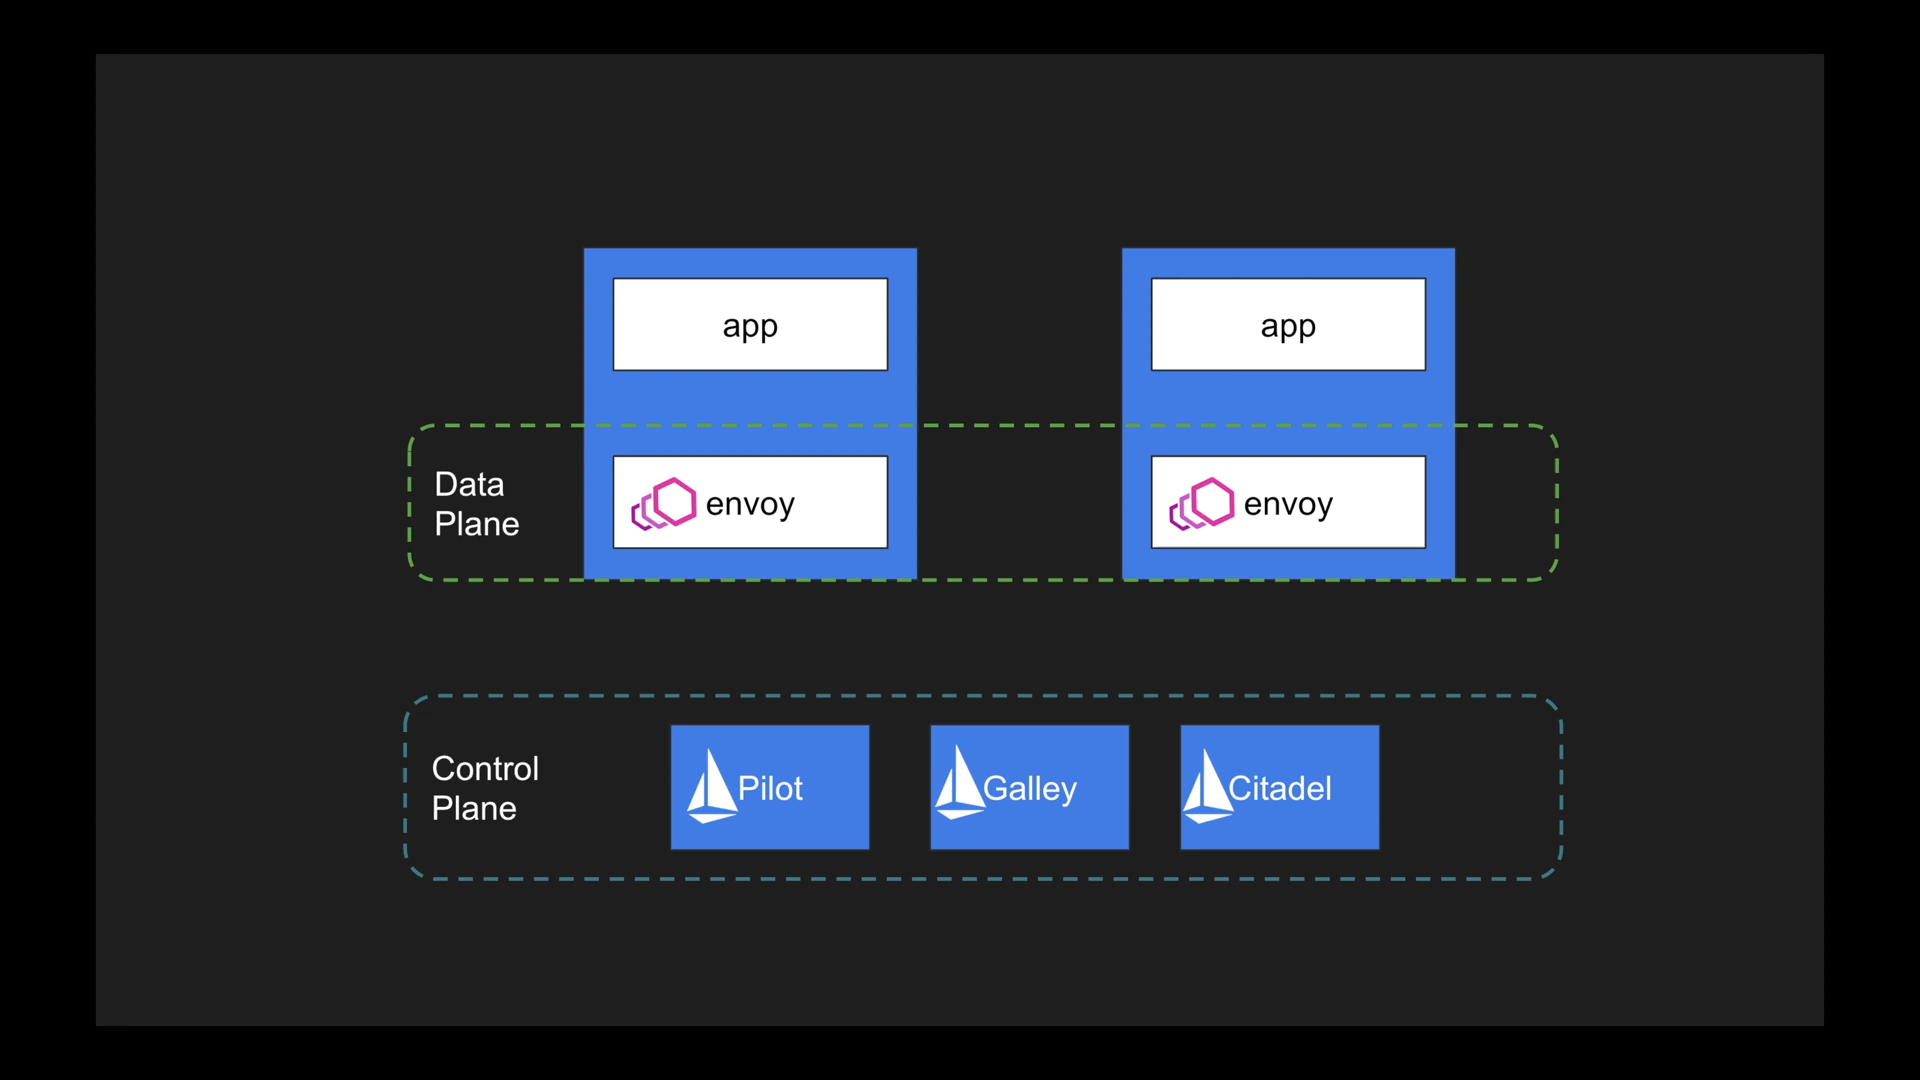 app
app
Data
Plane
envoy
envoy
Control
Plane
Pilot
Galley
Citadel